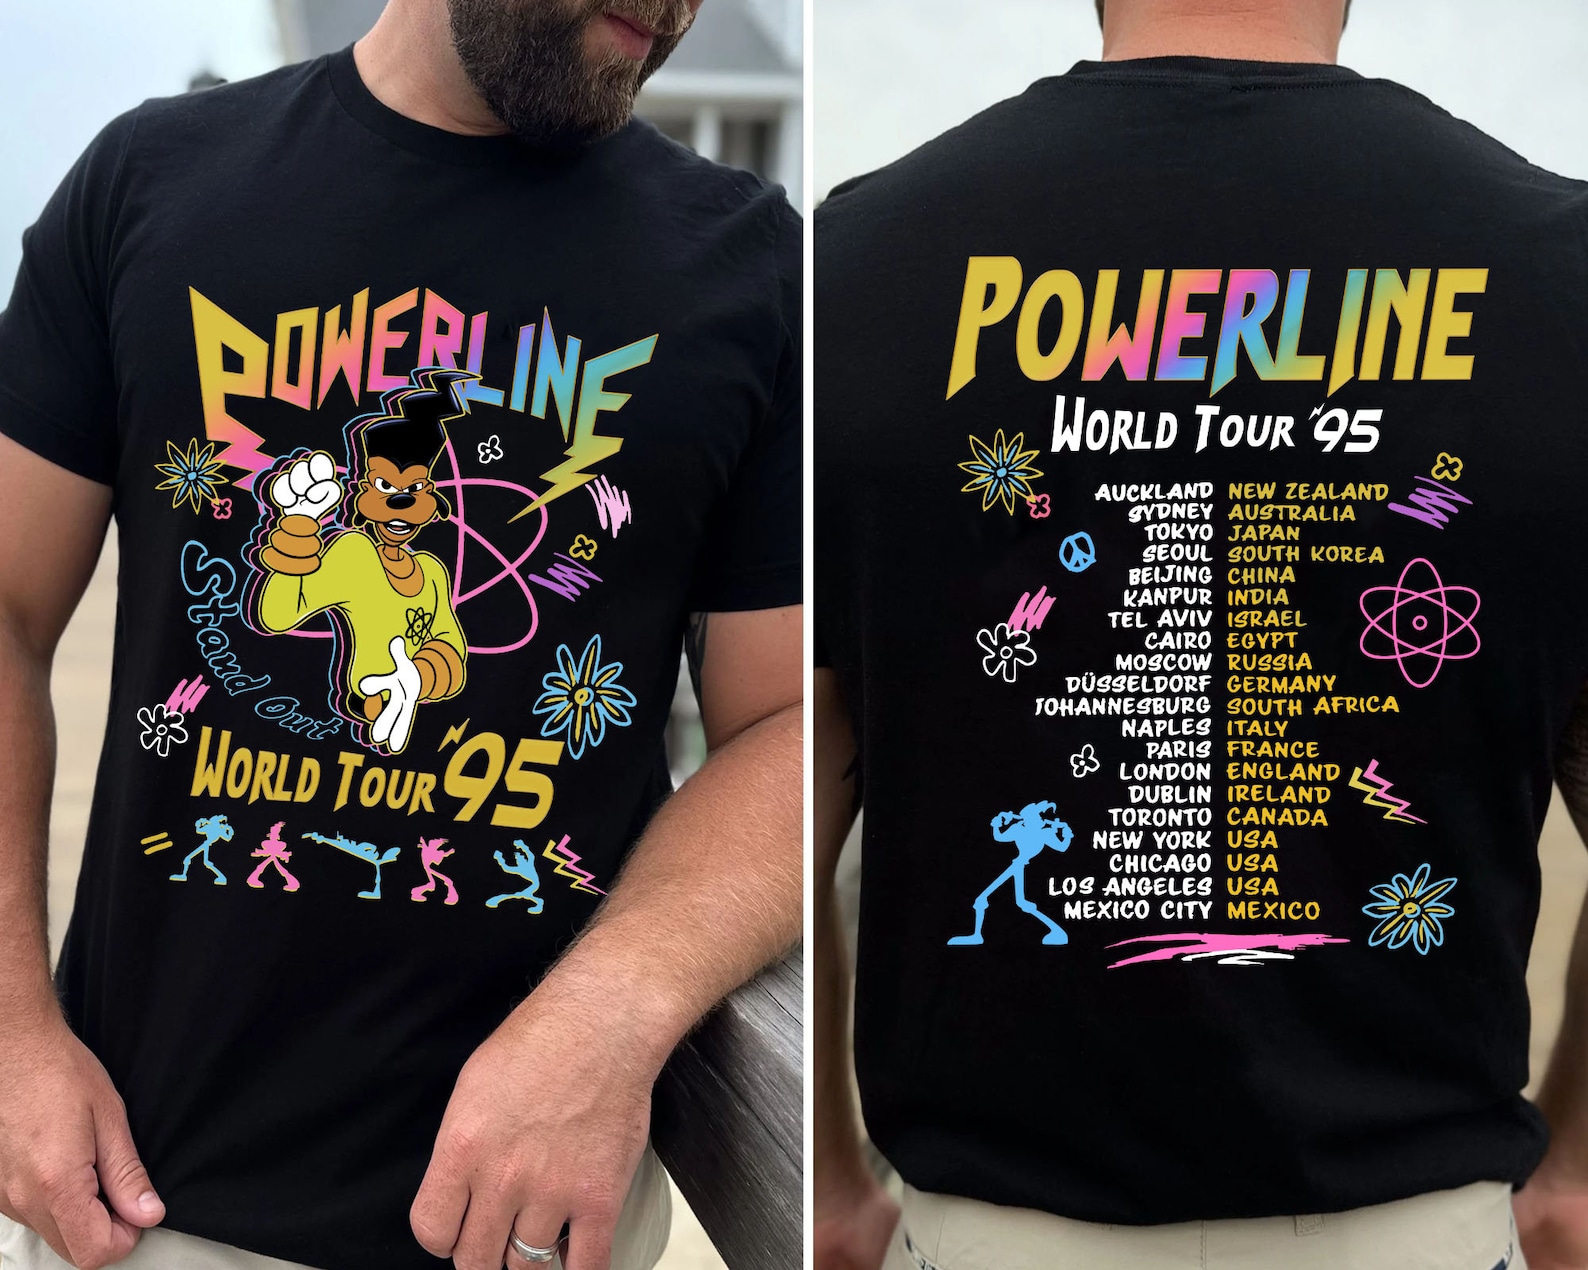 POWERLINE
Stand Out
WORLD TOUR '95
POWERLINE
WORLD TOUR '95
AUCKLAND NEW ZEALAND
SYDNEY AUSTRALIA
TOKYO JAPAN
SEOUL SOUTH KOREA
BEIJING CHINA
KANPUR INDIA
TEL AVIV ISRAEL
CAIRO EGYPT
MOSCOW RUSSIA
DÜSSELDORF GERMANY
JOHANNESBURG SOUTH AFRICA
NAPLES ITALY
PARIS FRANCE
LONDON ENGLAND
DUBLIN IRELAND
TORONTO CANADA
NEW YORK USA
CHICAGO USA
LOS ANGELES USA
MEXICO CITY MEXICO